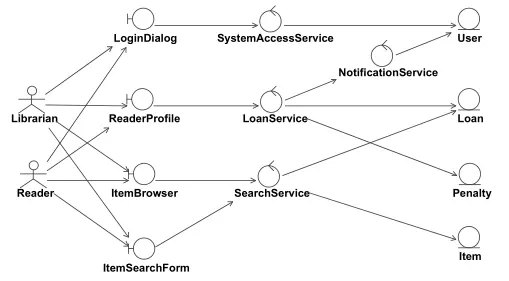 LoginDialog
SystemAccessService
User
NotificationService
Librarian
ReaderProfile
LoanService
Loan
Reader
ItemBrowser
SearchService
Penalty
Item
ItemSearchForm